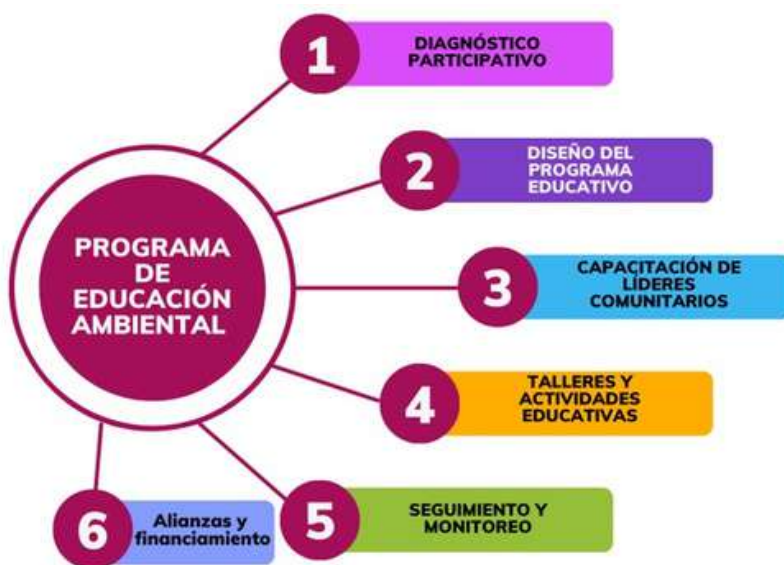 1
DIAGNÓSTICO
PARTICIPATIVO
2
DISEÑO DEL
PROGRAMA
EDUCATIVO
PROGRAMA
DE
EDUCACIÓN
AMBIENTAL
3
CAPACITACIÓN DE
LÍDERES
COMUNITARIOS
4
TALLERES Y
ACTIVIDADES
EDUCATIVAS
5
SEGUIMIENTO Y
MONITOREO
6
Alianzas y
financiamiento